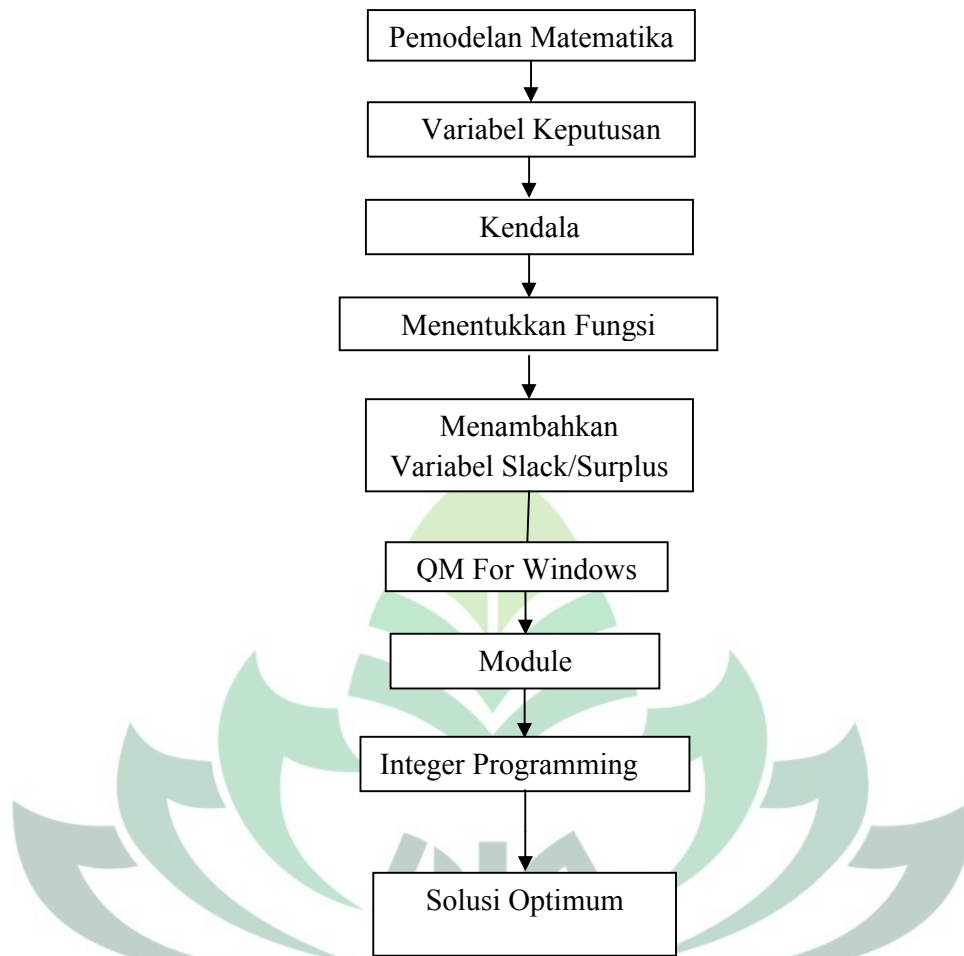 Pemodelan Matematika
Variabel Keputusan
Kendala
Menentukkan Fungsi
Menambahkan
Variabel Slack/Surplus
QM For Windows
Module
Integer Programming
Solusi Optimum